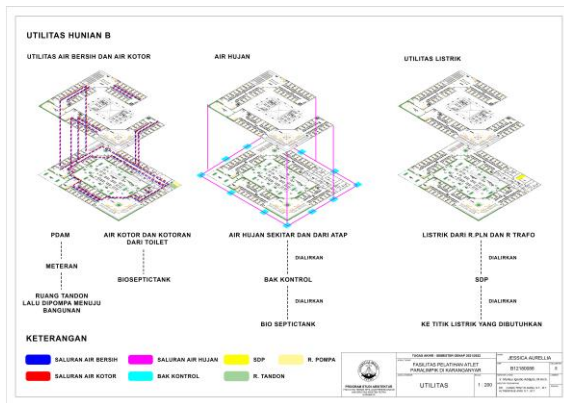 UTILITAS HUNIAN B
UTILITAS AIR BERSIH DAN AIR KOTOR
AIR HUJAN
UTILITAS LISTRIK
PDAM
METERAN
RUANG TANDON
LALU DIPOMPA MENUJU
BANGUNAN
AIR KOTOR DAN KOTORAN
DARI TOILET
BIOSEPTICTANK
AIR HUJAN SEKITAR DAN DARI ATAP
DIALIRKAN
BAK KONTROL
DIALIRKAN
BIO SEPTICTANK
LISTRIK DARI R.PLN DAN R TRAFO
DIALIRKAN
SDP
DIALIRKAN
KE TITIK LISTRIK YANG DIBUTUHKAN
KETERANGAN
SALURAN AIR BERSIH
SALURAN AIR HUJAN
SDP
R. POMPA
SALURAN AIR KOTOR
BAK KONTROL
R. TANDON
PROGRAM STUDI ARSITEKTUR
FASILITAS PELATIHAN ATLET
PARALIMPIK DI KARANGANYAR
UTILITAS
1 : 200
JESSICA AURELLIA